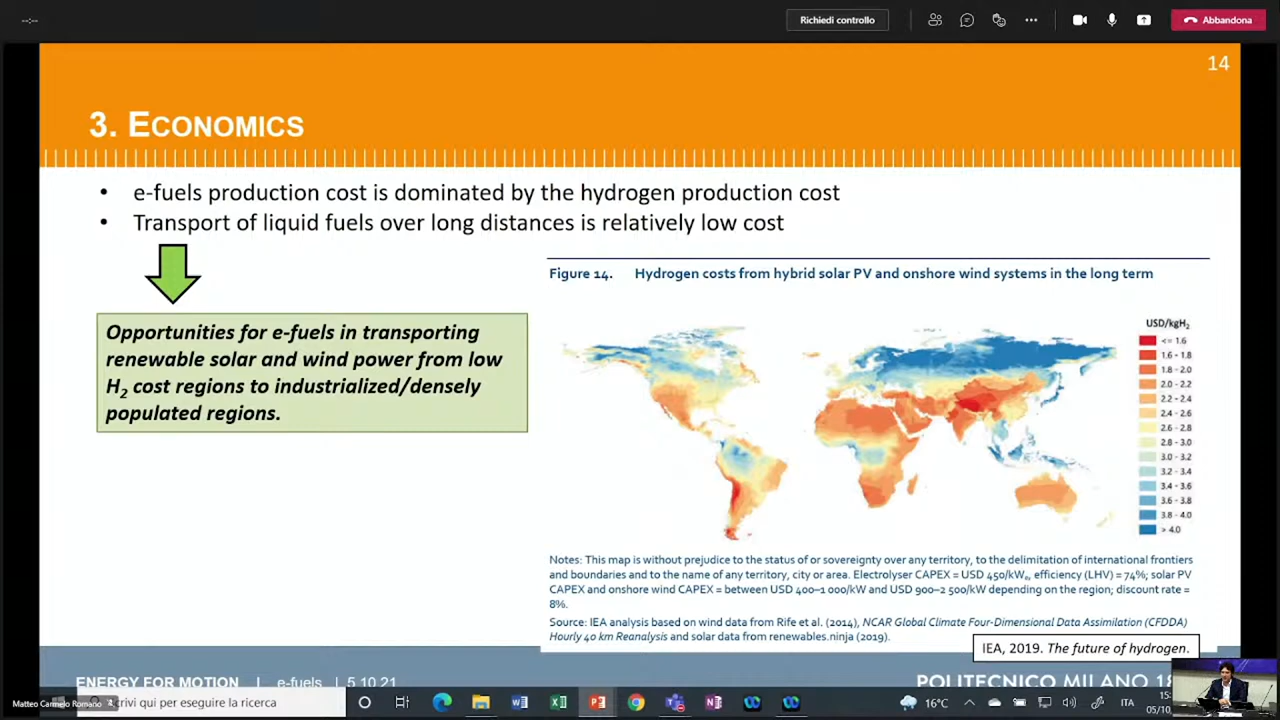 --:--
Richiedi controllo
Abbandona
14
3. ECONOMICS
• e-fuels production cost is dominated by the hydrogen production cost
• Transport of liquid fuels over long distances is relatively low cost
Opportunities for e-fuels in transporting
renewable solar and wind power from low
H2 cost regions to industrialized/densely
populated regions.
Figure 14. Hydrogen costs from hybrid solar PV and onshore wind systems in the long term
USD/kgH2
<= 1.6
1.6 - 1.8
1.8 - 2.0
2.0 - 2.2
2.2 - 2.4
2.4 - 2.6
2.6 - 2.8
2.8 - 3.0
3.0 - 3.2
3.2 - 3.4
3.4 - 3.6
3.6 - 3.8
3.8 - 4.0
> 4.0
Notes: This map is without prejudice to the status of or sovereignty over any territory, to the delimitation of international frontiers
and boundaries and to the name of any territory, city or area. Electrolyser CAPEX = USD 450/kWe, efficiency (LHV) = 74%; solar PV
CAPEX and onshore wind CAPEX = between USD 400–1 000/kW and USD 900–2 500/kW depending on the region; discount rate =
8%.
Source: IEA analysis based on wind data from Rife et al. (2014), NCAR Global Climate Four-Dimensional Data Assimilation (CFDDA)
Hourly 40 km Reanalysis and solar data from renewables.ninja (2019).
IEA, 2019. The future of hydrogen.
ENERGY FOR MOTION | e-fuels | 5.10.21
POLITECNICO MILANO 18
Matteo Carmelo Romano
crivi qui per eseguire la ricerca
16°C
ITA
15:
05/10